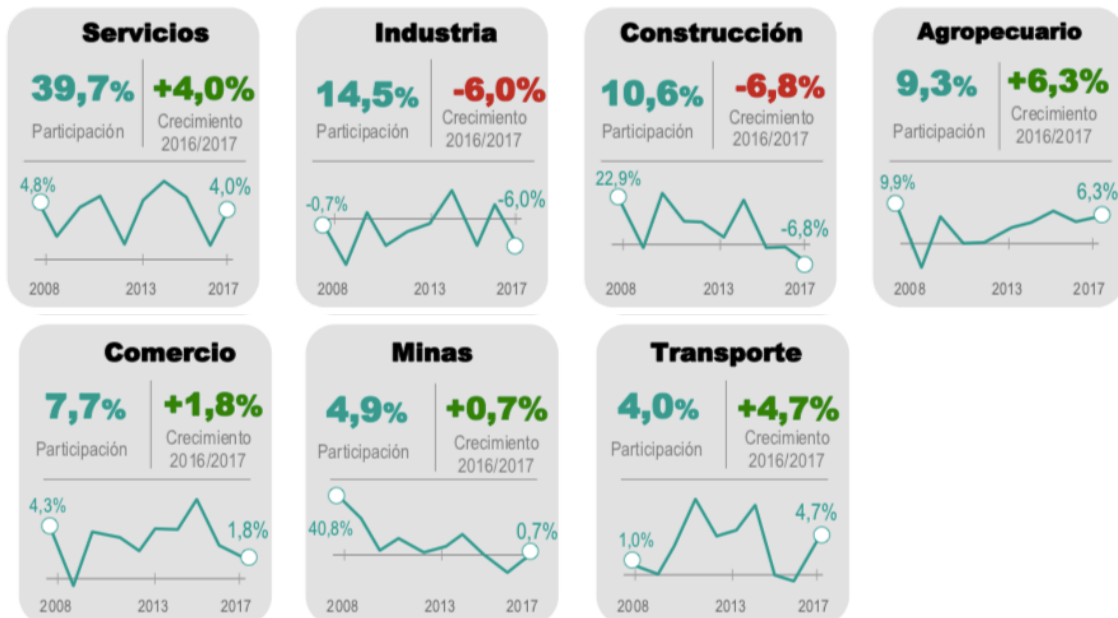 Servicios
39,7%
Participación
+4,0%
Crecimiento
2016/2017
4,8%
4,0%
2008
2013
2017
Industria
14,5%
Participación
-6,0%
Crecimiento
2016/2017
-0,7%
-6,0%
2008
2013
2017
Construcción
10,6%
Participación
-6,8%
Crecimiento
2016/2017
22,9%
-6,8%
2008
2013
2017
Agropecuario
9,3%
Participación
+6,3%
Crecimiento
2016/2017
9,9%
6,3%
2008
2013
2017
Comercio
7,7%
Participación
+1,8%
Crecimiento
2016/2017
4,3%
1,8%
2008
2013
2017
Minas
4,9%
Participación
+0,7%
Crecimiento
2016/2017
40,8%
0,7%
2008
2013
2017
Transporte
4,0%
Participación
+4,7%
Crecimiento
2016/2017
1,0%
4,7%
2008
2013
2017